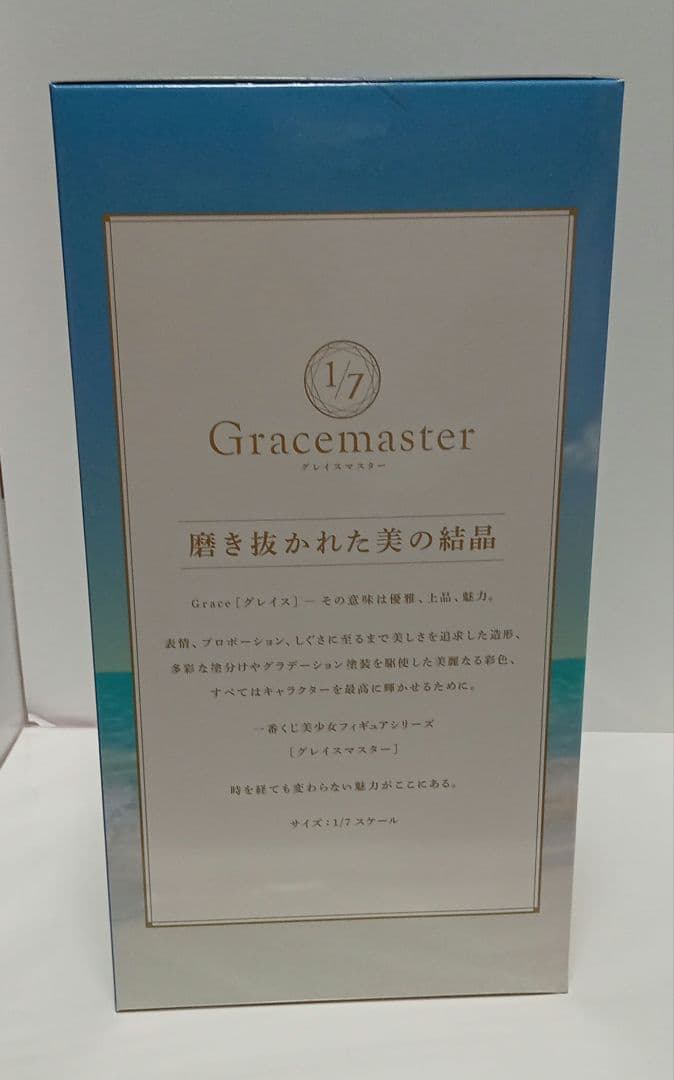 1/7
Gracemaster
グレイスマスター
磨き抜かれた美の結晶
Grace［グレイス］― その意味は優雅、上品、魅力。
表情、プロポーション、しぐさに至るまで美しさを追求した造形、
多彩な塗分けやグラデーション塗装を駆使した美麗なる彩色、
すべてはキャラクターを最高に輝かせるために。
一番くじ美少女フィギュアシリーズ
［グレイスマスター］
時を経ても変わらない魅力がここにある。
サイズ：1/7 スケール